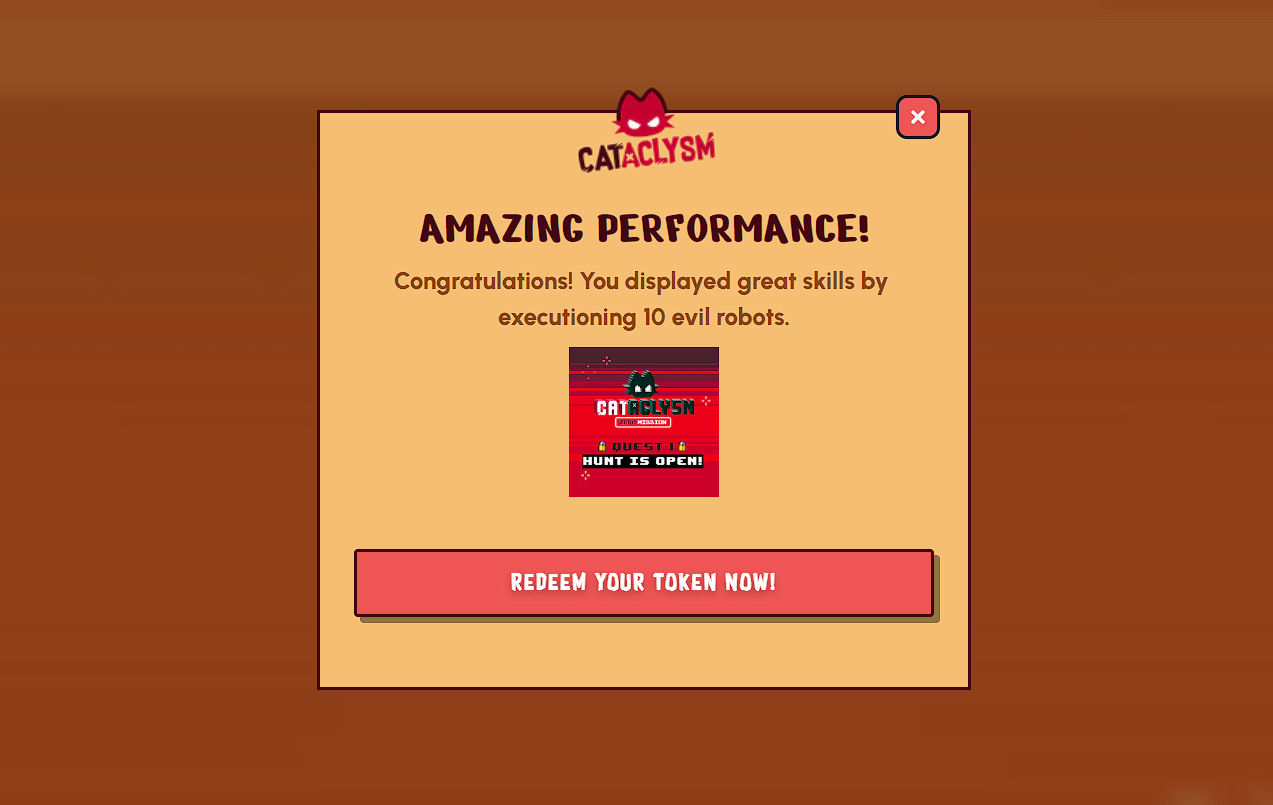 CATACLYSM
AMAZING PERFORMANCE!
Congratulations! You displayed great skills by
executioning 10 evil robots.
CATACLYSM
ZERO MISSION
QUEST 1
HUNT IS OPEN!
REDEEM YOUR TOKEN NOW!